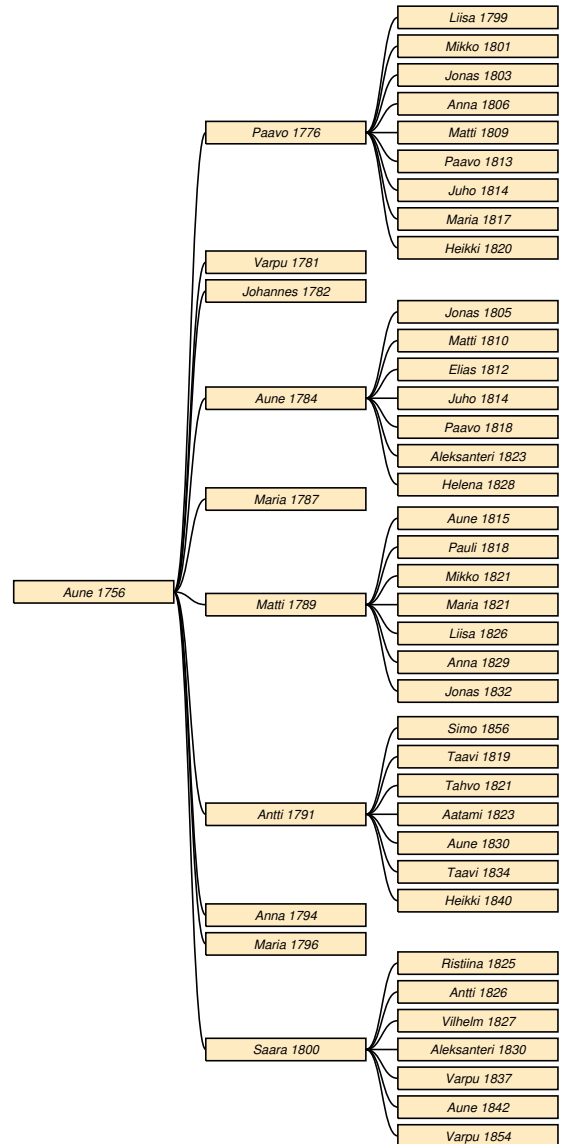 Aune 1756
Paavo 1776
Liisa 1799
Mikko 1801
Jonas 1803
Anna 1806
Matti 1809
Paavo 1813
Juho 1814
Maria 1817
Heikki 1820
Varpu 1781
Johannes 1782
Aune 1784
Jonas 1805
Matti 1810
Elias 1812
Juho 1814
Paavo 1818
Aleksanteri 1823
Helena 1828
Maria 1787
Matti 1789
Aune 1815
Pauli 1818
Mikko 1821
Maria 1821
Liisa 1826
Anna 1829
Jonas 1832
Antti 1791
Simo 1856
Taavi 1819
Tahvo 1821
Aatami 1823
Aune 1830
Taavi 1834
Heikki 1840
Anna 1794
Maria 1796
Saara 1800
Ristiina 1825
Antti 1826
Vilhelm 1827
Aleksanteri 1830
Varpu 1837
Aune 1842
Varpu 1854